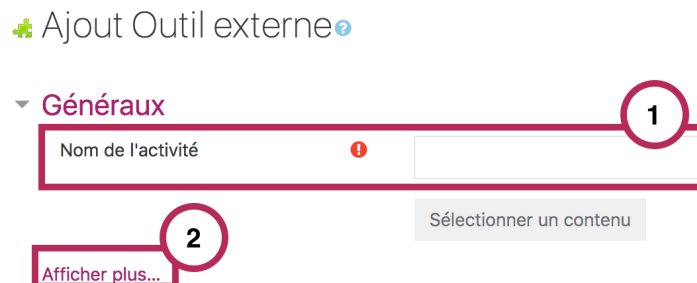 Ajout Outil externe
Généraux
1
Nom de l'activité
Sélectionner un contenu
2
Afficher plus...